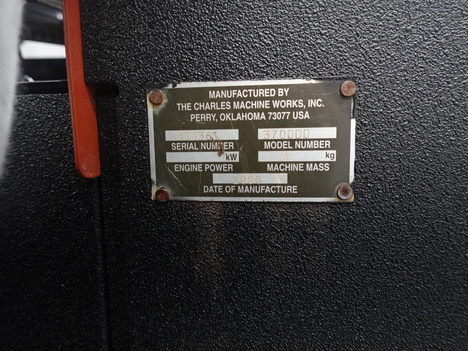 MANUFACTURED BY
THE CHARLES MACHINE WORKS, INC.
PERRY, OKLAHOMA 73077 USA
3700DD
SERIAL NUMBER MODEL NUMBER
kW kg
ENGINE POWER MACHINE MASS
DATE OF MANUFACTURE